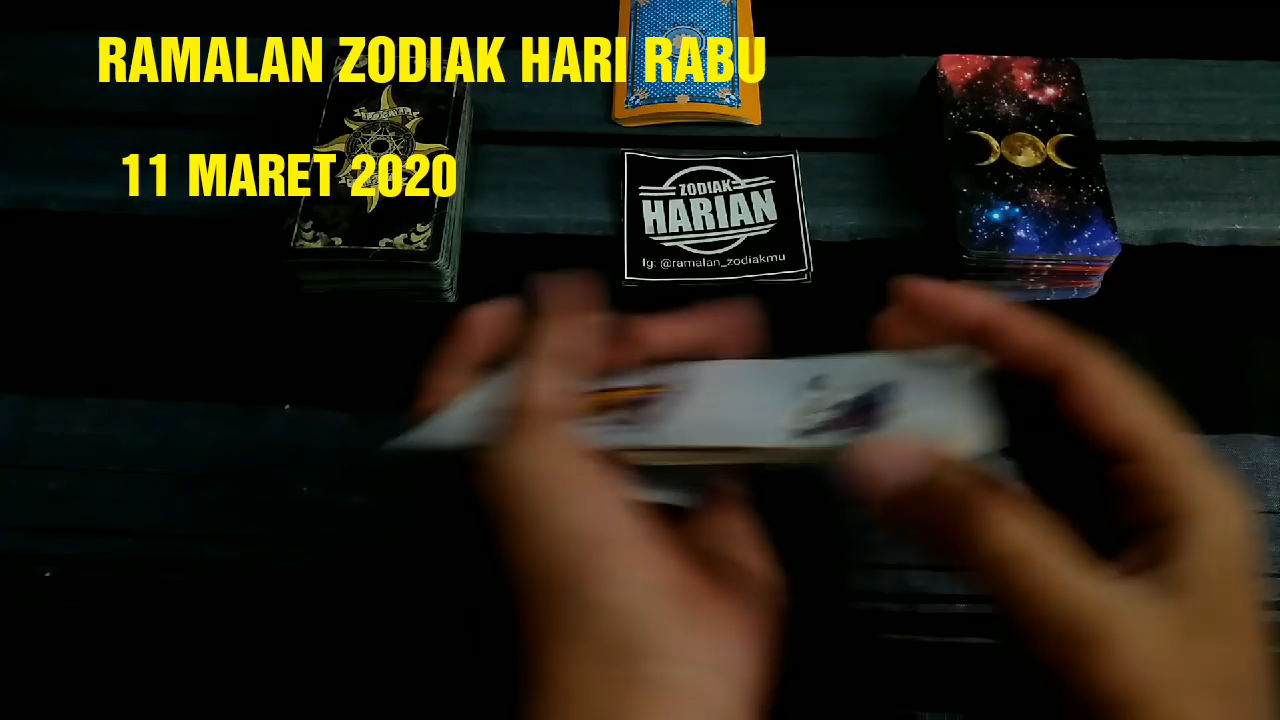 RAMALAN ZODIAK HARI RABU
11 MARET 2020
ZODIAK
HARIAN
Ig: @ramalan_zodiakmu